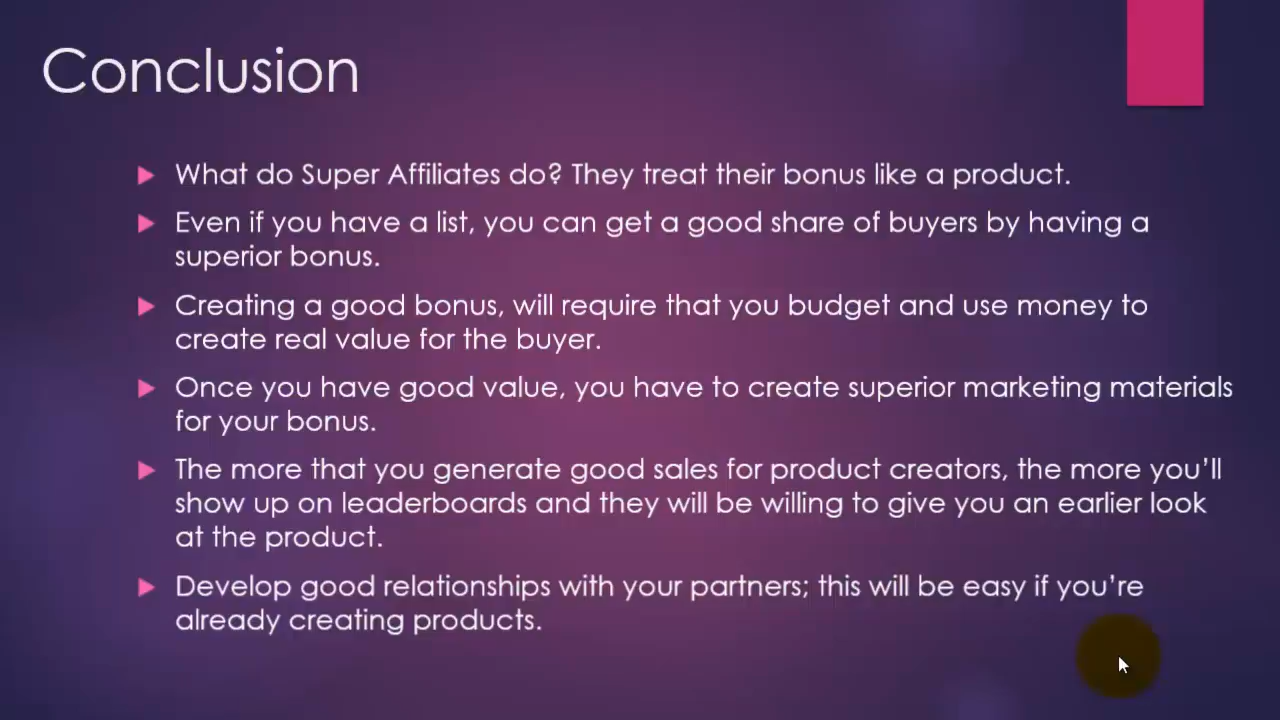 Conclusion
What do Super Affiliates do? They treat their bonus like a product.
Even if you have a list, you can get a good share of buyers by having a
superior bonus.
Creating a good bonus, will require that you budget and use money to
create real value for the buyer.
Once you have good value, you have to create superior marketing materials
for your bonus.
The more that you generate good sales for product creators, the more you’ll
show up on leaderboards and they will be willing to give you an earlier look
at the product.
Develop good relationships with your partners; this will be easy if you’re
already creating products.